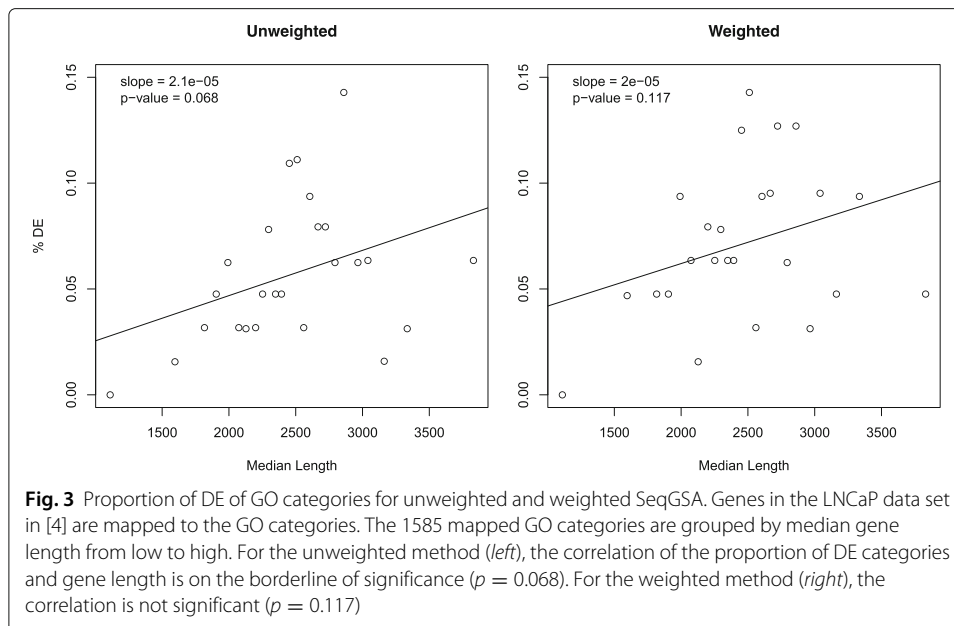 Unweighted
slope = 2.1e−05
p−value = 0.068
% DE
0.15
0.10
0.05
0.00
1500 2000 2500 3000 3500
Median Length
Weighted
slope = 2e−05
p−value = 0.117
0.15
0.10
0.05
0.00
1500 2000 2500 3000 3500
Median Length
Fig. 3 Proportion of DE of GO categories for unweighted and weighted SeqGSA. Genes in the LNCaP data set
in [4] are mapped to the GO categories. The 1585 mapped GO categories are grouped by median gene
length from low to high. For the unweighted method (left), the correlation of the proportion of DE categories
and gene length is on the borderline of significance (p = 0.068). For the weighted method (right), the
correlation is not significant (p = 0.117)